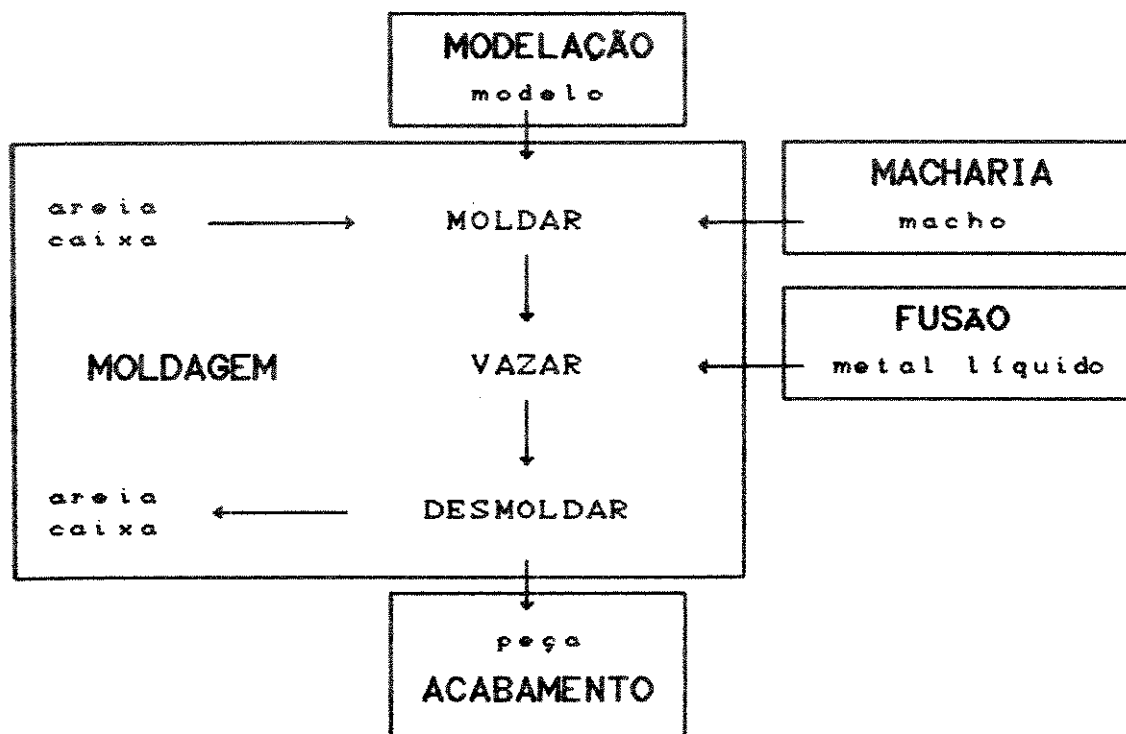 MODELAÇÃO
modelo
MACHARIA
macho
areia
caixa
MOLDAR
FUSÃO
metal líquido
MOLDAGEM
VAZAR
areia
caixa
DESMOLDAR
peça
ACABAMENTO